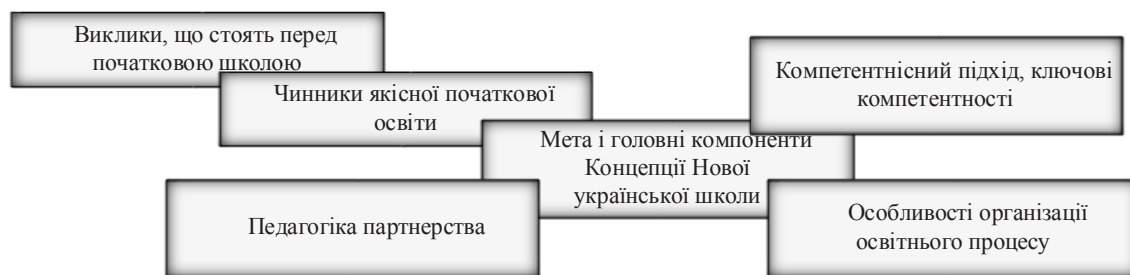 Виклики, що стоять перед
початковою школою
Чинники якісної початкової
освіти
Компетентнісний підхід, ключові
компетентності
Мета і головні компоненти
Концепції Нової
української школи
Педагогіка партнерства
Особливості організації
освітнього процесу